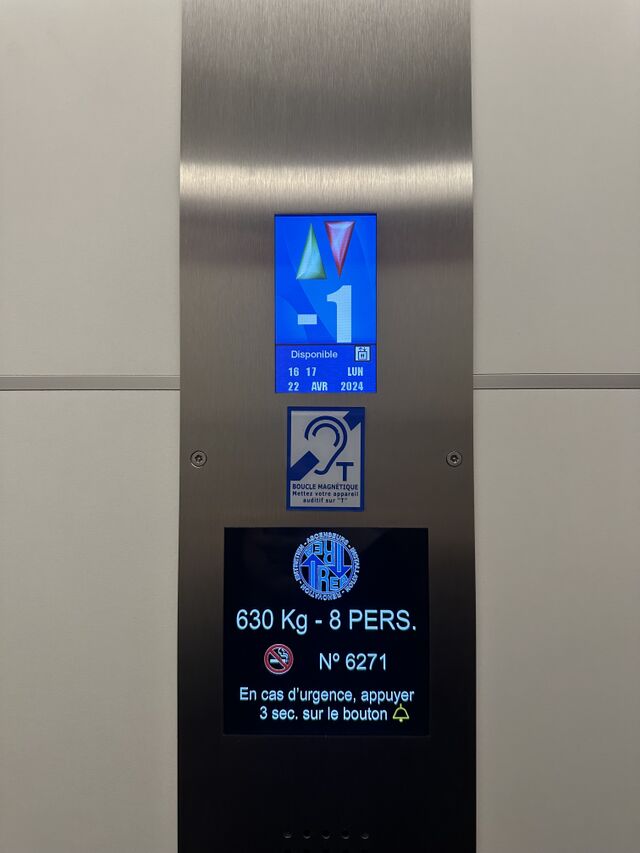 -1
Disponible
16 17 LUN
22 AVR 2024
T
BOUCLE MAGNÉTIQUE
Mettez votre appareil
auditif sur "T"
630 Kg - 8 PERS.
Nº 6271
En cas d'urgence, appuyer
3 sec. sur le bouton